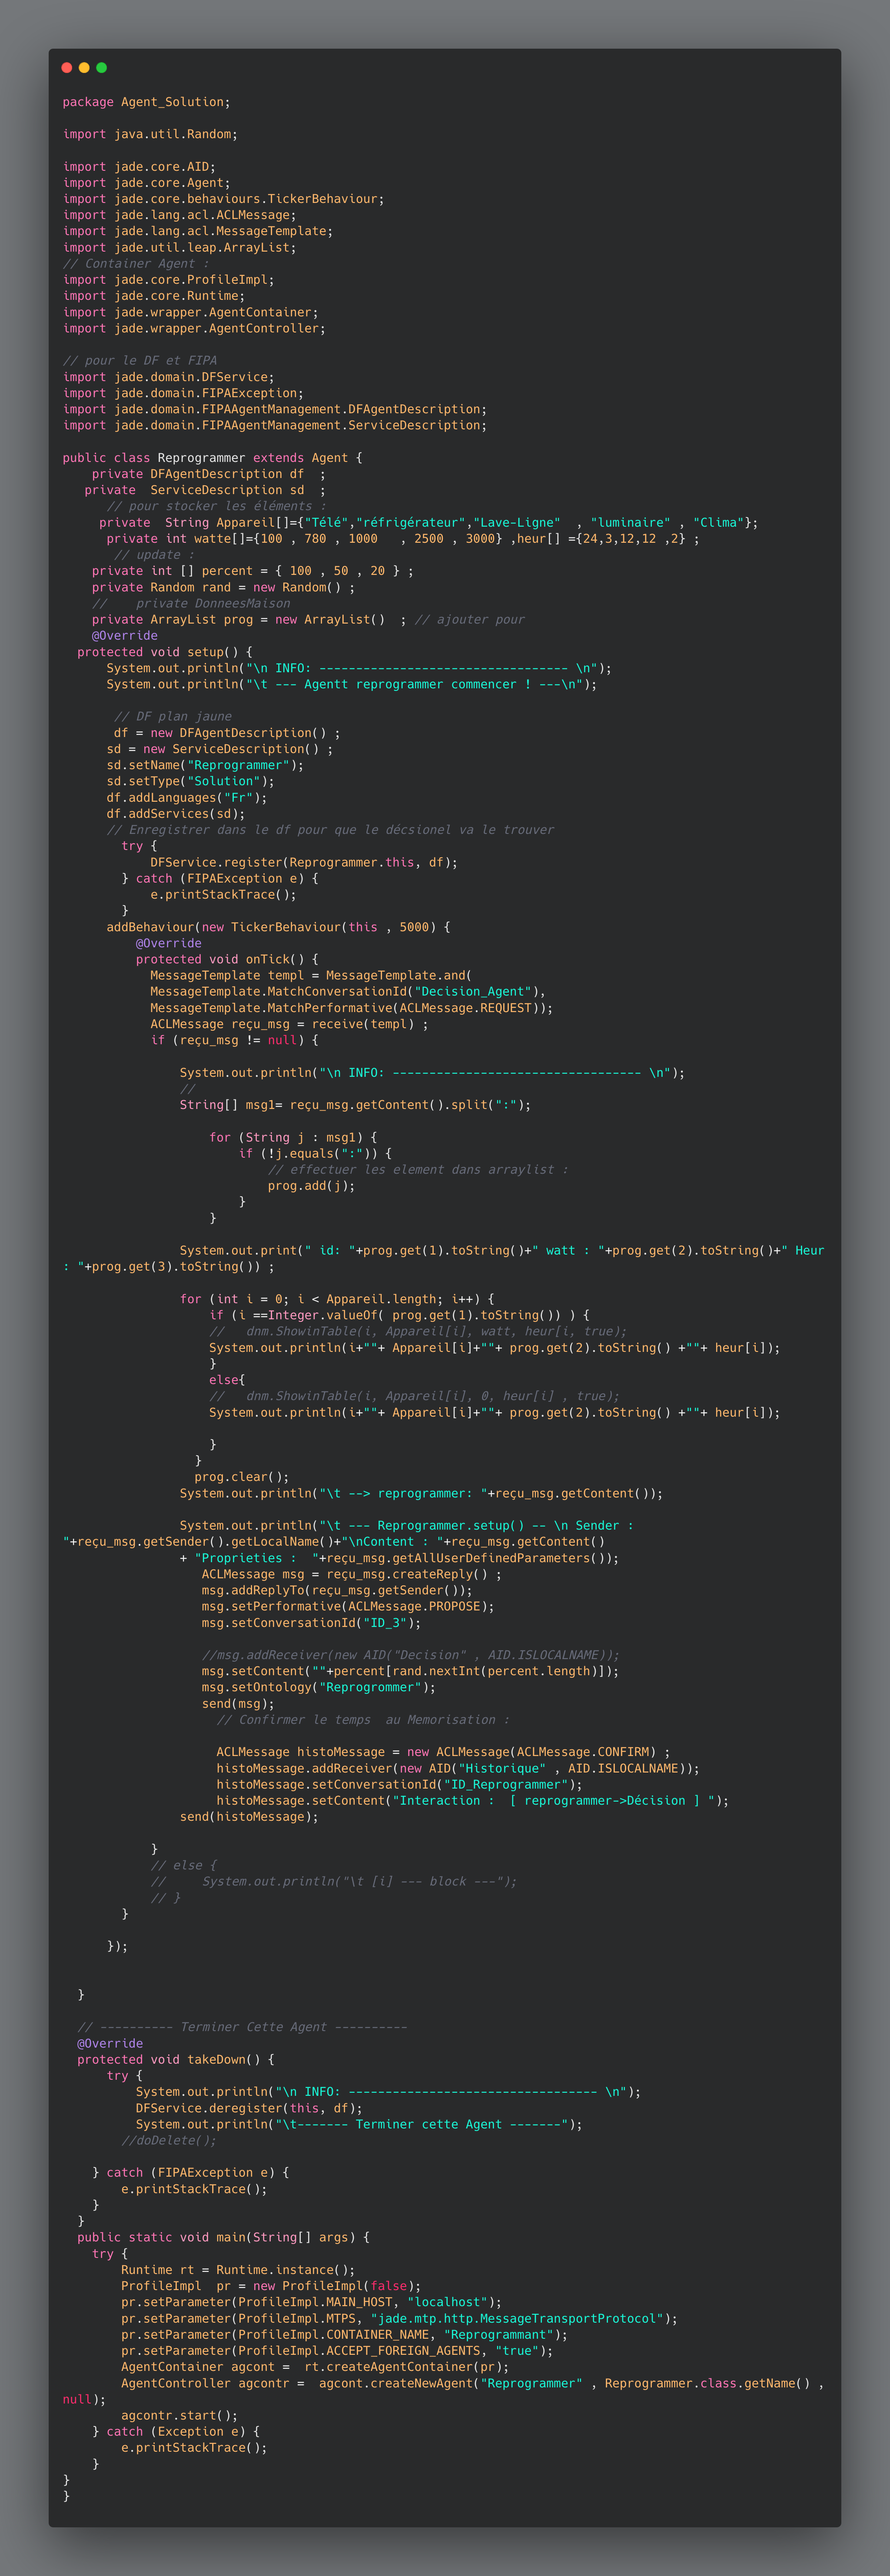 package Agent_Solution;
import java.util.Random;
import jade.core.AID;
import jade.core.Agent;
import jade.core.behaviours.TickerBehaviour;
import jade.lang.acl.ACLMessage;
import jade.lang.acl.MessageTemplate;
import jade.util.leap.ArrayList;
// Container Agent :
import jade.core.ProfileImpl;
import jade.core.Runtime;
import jade.wrapper.AgentContainer;
import jade.wrapper.AgentController;
// pour le DF et FIPA
import jade.domain.DFService;
import jade.domain.FIPAException;
import jade.domain.FIPAAgentManagement.DFAgentDescription;
import jade.domain.FIPAAgentManagement.ServiceDescription;
public class Reprogrammer extends Agent {
    private DFAgentDescription df  ;
   private  ServiceDescription sd  ;
      // pour stocker les éléments :
     private  String Appareil[]={"Télé","réfrigérateur","Lave-Ligne"  , "luminaire" , "Clima"};
      private int watte[]={100 , 780 , 1000   , 2500 , 3000} ,heur[] ={24,3,12,12 ,2} ;
       // update :
    private int [] percent = { 100 , 50 , 20 } ;
    private Random rand = new Random() ;
    //    private DonneesMaison
    private ArrayList prog = new ArrayList()  ; // ajouter pour
    @Override
  protected void setup() {
      System.out.println("\n INFO: ---------------------------------- \n");
      System.out.println("\t --- Agentt reprogrammer commencer ! ---\n");
       // DF plan jaune
       df = new DFAgentDescription() ;
      sd = new ServiceDescription() ;
      sd.setName("Reprogrammer");
      sd.setType("Solution");
      df.addLanguages("Fr");
      df.addServices(sd);
      // Enregistrer dans le df pour que le décsionel va le trouver
        try {
            DFService.register(Reprogrammer.this, df);
        } catch (FIPAException e) {
            e.printStackTrace();
        }
      addBehaviour(new TickerBehaviour(this , 5000) {
          @Override
          protected void onTick() {
            MessageTemplate templ = MessageTemplate.and(
            MessageTemplate.MatchConversationId("Decision_Agent"),
            MessageTemplate.MatchPerformative(ACLMessage.REQUEST));
            ACLMessage reçu_msg = receive(templ) ;
            if (reçu_msg != null) {
                System.out.println("\n INFO: ---------------------------------- \n");
                //
                String[] msg1= reçu_msg.getContent().split(":");
                    for (String j : msg1) {
                        if (!j.equals(":")) {
                            // effectuer les element dans arraylist :
                            prog.add(j);
                        }
                    }
                System.out.print(" id: "+prog.get(1).toString()+" watt : "+prog.get(2).toString()+" Heur
: "+prog.get(3).toString()) ;
                for (int i = 0; i < Appareil.length; i++) {
                    if (i ==Integer.valueOf( prog.get(1).toString()) ) {
                    //   dnm.ShowinTable(i, Appareil[i], watt, heur[i, true);
                    System.out.println(i+""+ Appareil[i]+""+ prog.get(2).toString() +""+ heur[i]);
                    }
                    else{
                    //   dnm.ShowinTable(i, Appareil[i], 0, heur[i] , true);
                    System.out.println(i+""+ Appareil[i]+""+ prog.get(2).toString() +""+ heur[i]);
                    }
                  }
                  prog.clear();
                System.out.println("\t --> reprogrammer: "+reçu_msg.getContent());
                System.out.println("\t --- Reprogrammer.setup() -- \n Sender :
"+reçu_msg.getSender().getLocalName()+"\nContent : "+reçu_msg.getContent()
                + "Proprieties :  "+reçu_msg.getAllUserDefinedParameters());
                   ACLMessage msg = reçu_msg.createReply() ;
                   msg.addReplyTo(reçu_msg.getSender());
                   msg.setPerformative(ACLMessage.PROPOSE);
                   msg.setConversationId("ID_3");
                   //msg.addReceiver(new AID("Decision" , AID.ISLOCALNAME));
                   msg.setContent(""+percent[rand.nextInt(percent.length)]);
                   msg.setOntology("Reprogrommer");
                   send(msg);
                     // Confirmer le temps  au Memorisation :
                     ACLMessage histoMessage = new ACLMessage(ACLMessage.CONFIRM) ;
                     histoMessage.addReceiver(new AID("Historique" , AID.ISLOCALNAME));
                     histoMessage.setConversationId("ID_Reprogrammer");
                     histoMessage.setContent("Interaction :  [ reprogrammer->Décision ] ");
                send(histoMessage);
            }
            // else {
            //     System.out.println("\t [i] --- block ---");
            // }
        }
      });
  }
  // ---------- Terminer Cette Agent ----------
  @Override
  protected void takeDown() {
      try {
          System.out.println("\n INFO: ---------------------------------- \n");
          DFService.deregister(this, df);
          System.out.println("\t------- Terminer cette Agent -------");
        //doDelete();
    } catch (FIPAException e) {
        e.printStackTrace();
    }
  }
  public static void main(String[] args) {
    try {
        Runtime rt = Runtime.instance();
        ProfileImpl  pr = new ProfileImpl(false);
        pr.setParameter(ProfileImpl.MAIN_HOST, "localhost");
        pr.setParameter(ProfileImpl.MTPS, "jade.mtp.http.MessageTransportProtocol");
        pr.setParameter(ProfileImpl.CONTAINER_NAME, "Reprogrammant");
        pr.setParameter(ProfileImpl.ACCEPT_FOREIGN_AGENTS, "true");
        AgentContainer agcont =  rt.createAgentContainer(pr);
        AgentController agcontr =  agcont.createNewAgent("Reprogrammer" , Reprogrammer.class.getName() ,
null);
        agcontr.start();
    } catch (Exception e) {
        e.printStackTrace();
    }
}
}